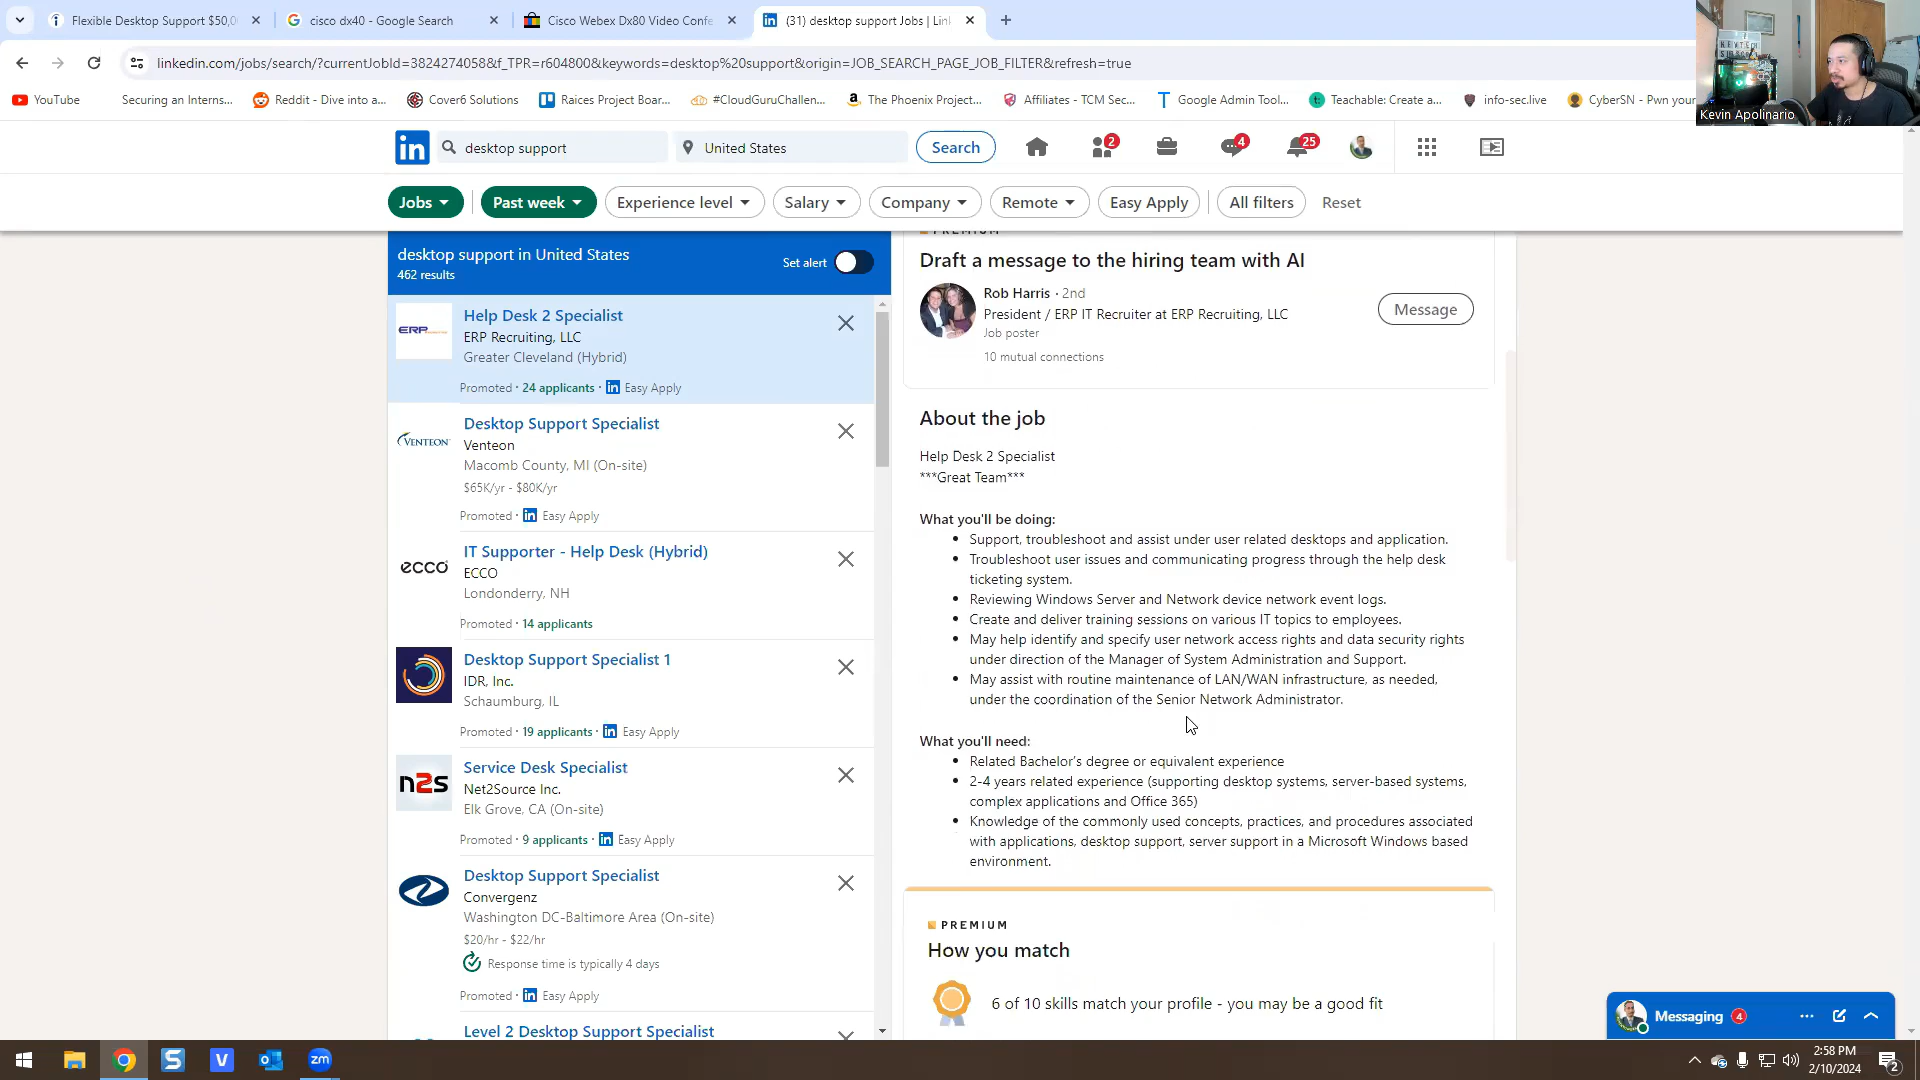 Flexible Desktop Support $50,0
cisco dx40 - Google Search
Cisco Webex Dx80 Video Confe
(31) desktop support Jobs | Lin
linkedin.com/jobs/search/?currentJobId=3824274058&f_TPR=r604800&keywords=desktop%20support&origin=JOB_SEARCH_PAGE_JOB_FILTER&refresh=true
YouTube
Securing an Interns...
Reddit - Dive into a...
Cover6 Solutions
Raices Project Boar...
#CloudGuruChallen...
The Phoenix Project...
Affiliates - TCM Sec...
Google Admin Tool...
Teachable: Create a...
info-sec.live
CyberSN - Pwn your
Kevin Apolinario
in
desktop support
United States
Search
2
4
25
Jobs
Past week
Experience level
Salary
Company
Remote
Easy Apply
All filters
Reset
desktop support in United States
462 results
Set alert
ERP
Help Desk 2 Specialist
ERP Recruiting, LLC
Greater Cleveland (Hybrid)
Promoted · 24 applicants · Easy Apply
VENTEON
Desktop Support Specialist
Venteon
Macomb County, MI (On-site)
$65K/yr - $80K/yr
Promoted · Easy Apply
ecco
IT Supporter - Help Desk (Hybrid)
ECCO
Londonderry, NH
Promoted · 14 applicants
Desktop Support Specialist 1
IDR, Inc.
Schaumburg, IL
Promoted · 19 applicants · Easy Apply
n2s
Service Desk Specialist
Net2Source Inc.
Elk Grove, CA (On-site)
Promoted · 9 applicants · Easy Apply
Desktop Support Specialist
Convergenz
Washington DC-Baltimore Area (On-site)
$20/hr - $22/hr
Response time is typically 4 days
Promoted · Easy Apply
Level 2 Desktop Support Specialist
PREMIUM
Draft a message to the hiring team with AI
Rob Harris · 2nd
President / ERP IT Recruiter at ERP Recruiting, LLC
Job poster
10 mutual connections
Message
About the job
Help Desk 2 Specialist
***Great Team***
What you'll be doing:
• Support, troubleshoot and assist under user related desktops and application.
• Troubleshoot user issues and communicating progress through the help desk
ticketing system.
• Reviewing Windows Server and Network device network event logs.
• Create and deliver training sessions on various IT topics to employees.
• May help identify and specify user network access rights and data security rights
under direction of the Manager of System Administration and Support.
• May assist with routine maintenance of LAN/WAN infrastructure, as needed,
under the coordination of the Senior Network Administrator.
What you'll need:
• Related Bachelor's degree or equivalent experience
• 2-4 years related experience (supporting desktop systems, server-based systems,
complex applications and Office 365)
• Knowledge of the commonly used concepts, practices, and procedures associated
with applications, desktop support, server support in a Microsoft Windows based
environment.
PREMIUM
How you match
6 of 10 skills match your profile - you may be a good fit
Messaging 4
S
V
zm
2:58 PM
2/10/2024
2